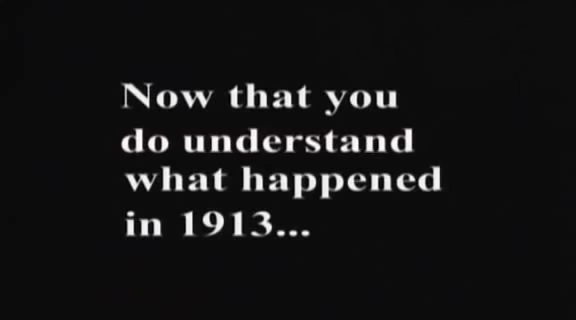 Now that you
do understand
what happened
in 1913...